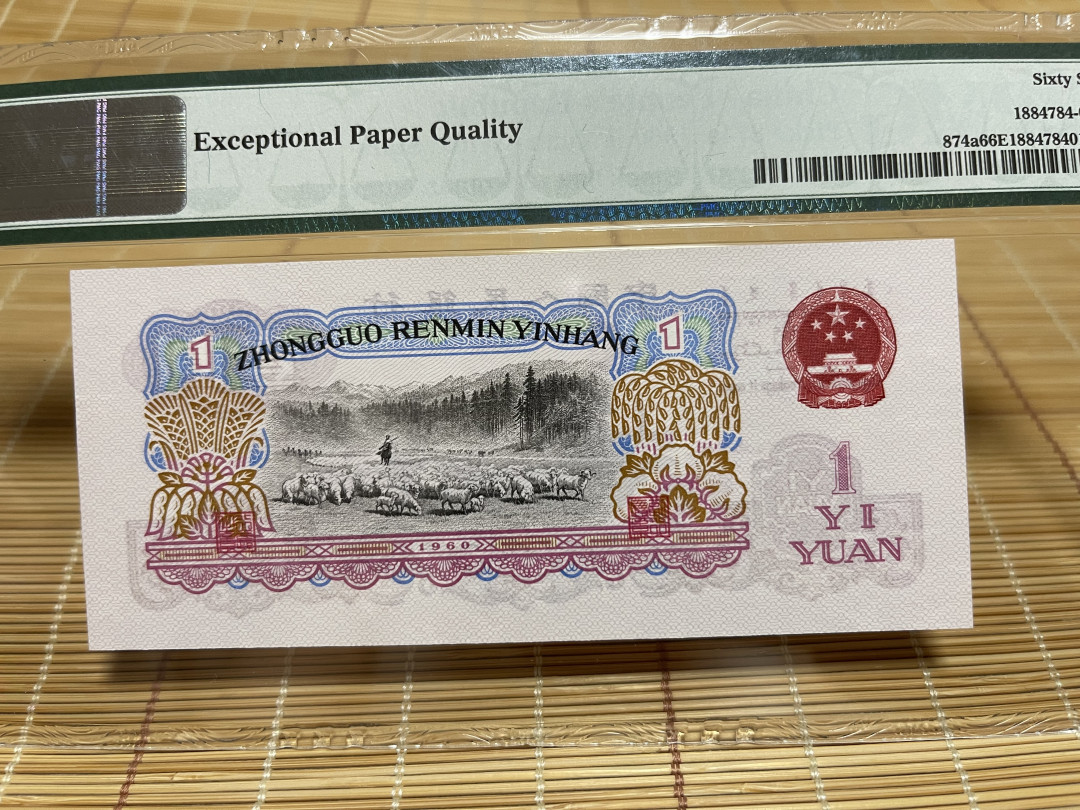 Sixty S
1884784-
Exceptional Paper Quality
874a66E18847840
ZHONGGUO RENMIN YINHANG
1
1
1
YI
YUAN
1960